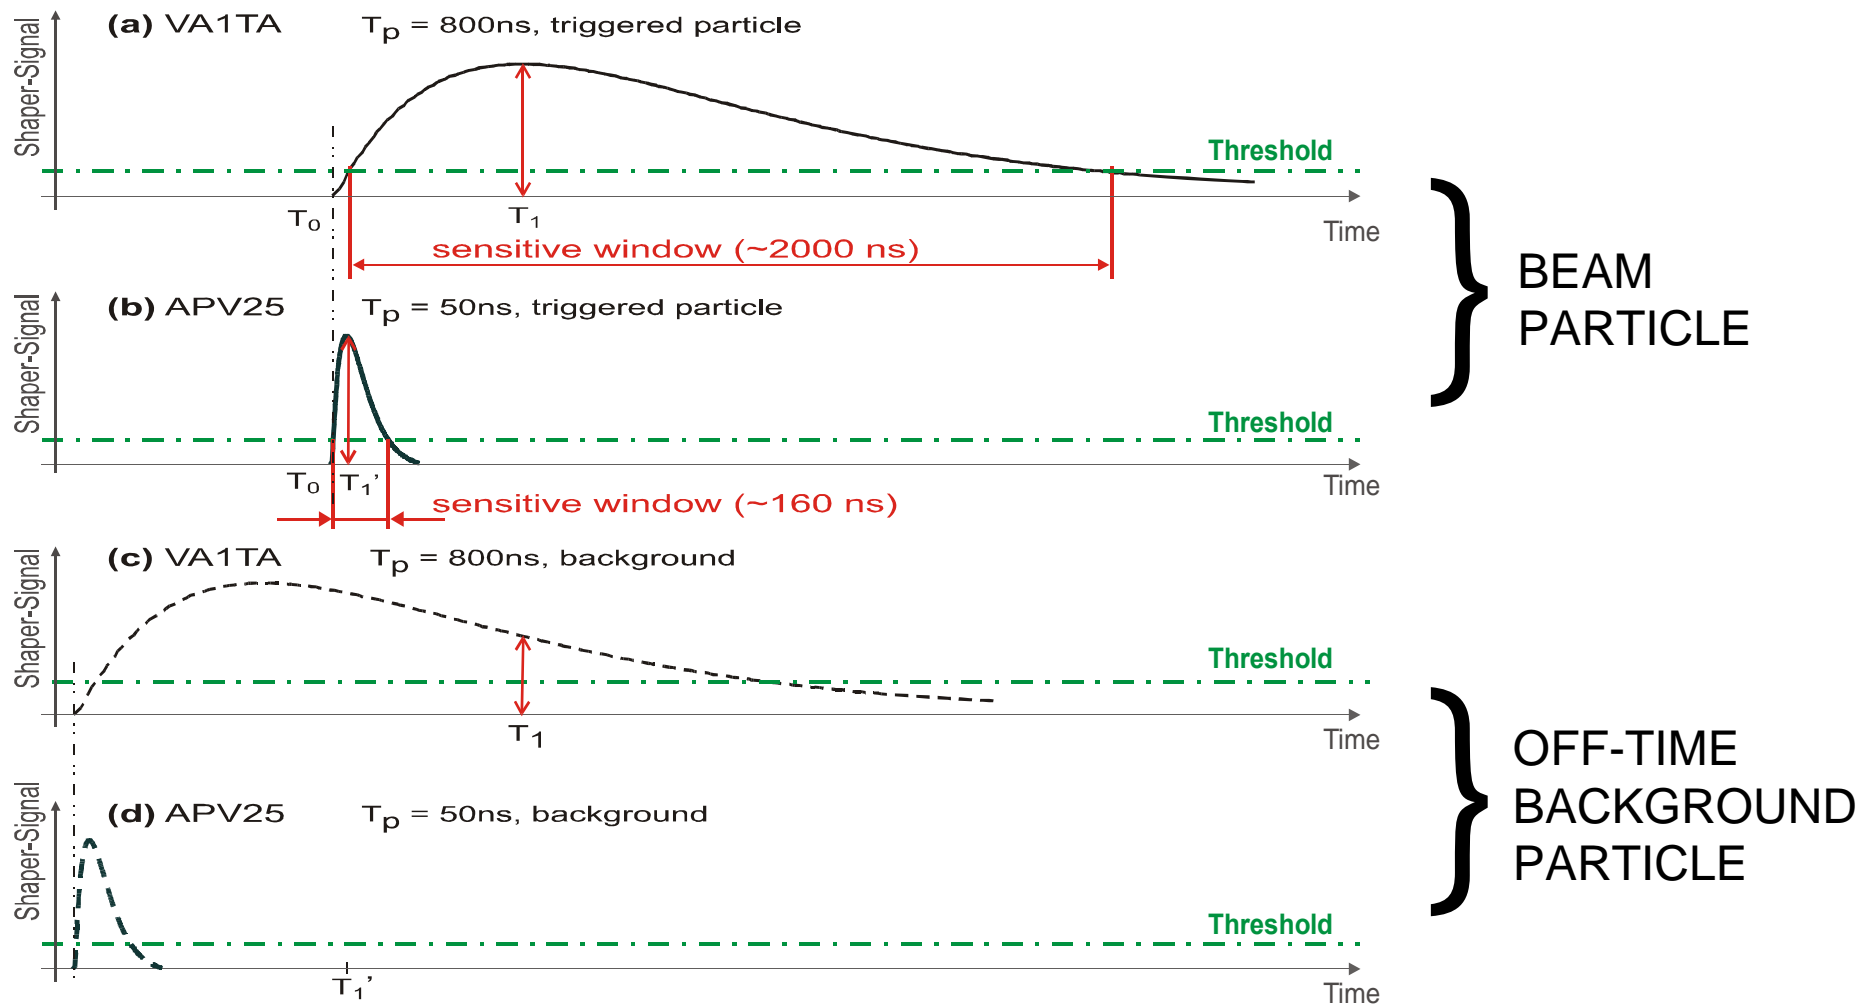 Shaper-Signal
(a) VA1TA
Tp = 800ns, triggered particle
Threshold
T0
T1
Time
sensitive window (~2000 ns)
Shaper-Signal
(b) APV25
Tp = 50ns, triggered particle
Threshold
T0
T1'
Time
sensitive window (~160 ns)
BEAM
PARTICLE
Shaper-Signal
(c) VA1TA
Tp = 800ns, background
Threshold
T1
Time
Shaper-Signal
(d) APV25
Tp = 50ns, background
Threshold
T1'
Time
OFF-TIME
BACKGROUND
PARTICLE